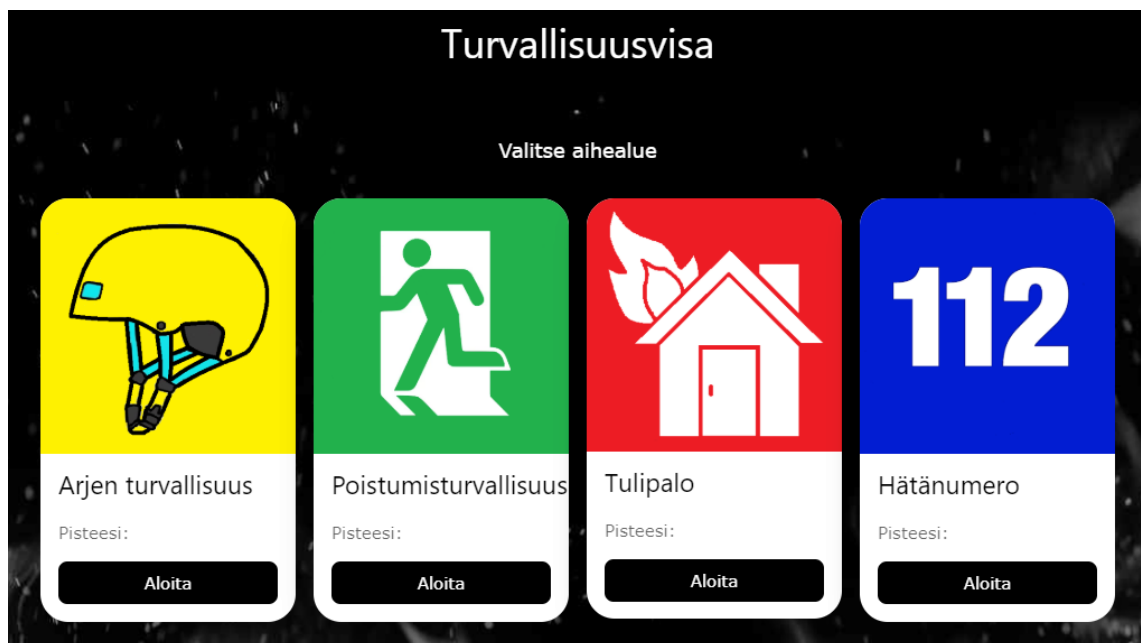 Turvallisuusvisa
Valitse aihealue
112
Arjen turvallisuus
Pisteesi:
Aloita
Poistumisturvallisuus
Pisteesi:
Aloita
Tulipalo
Pisteesi:
Aloita
Hätänumero
Pisteesi:
Aloita